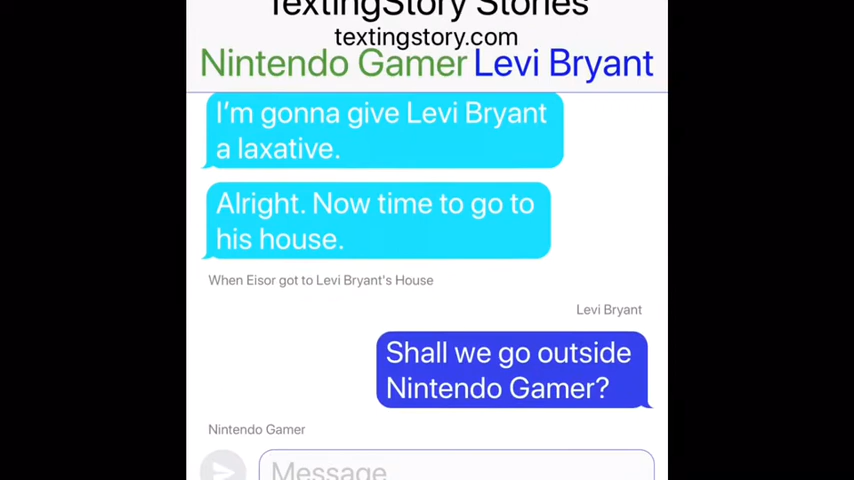 TextingStory Stories
textingstory.com
Nintendo Gamer Levi Bryant
I'm gonna give Levi Bryant
a laxative.
Alright. Now time to go to
his house.
When Eisor got to Levi Bryant's House
Levi Bryant
Shall we go outside
Nintendo Gamer?
Nintendo Gamer
Message